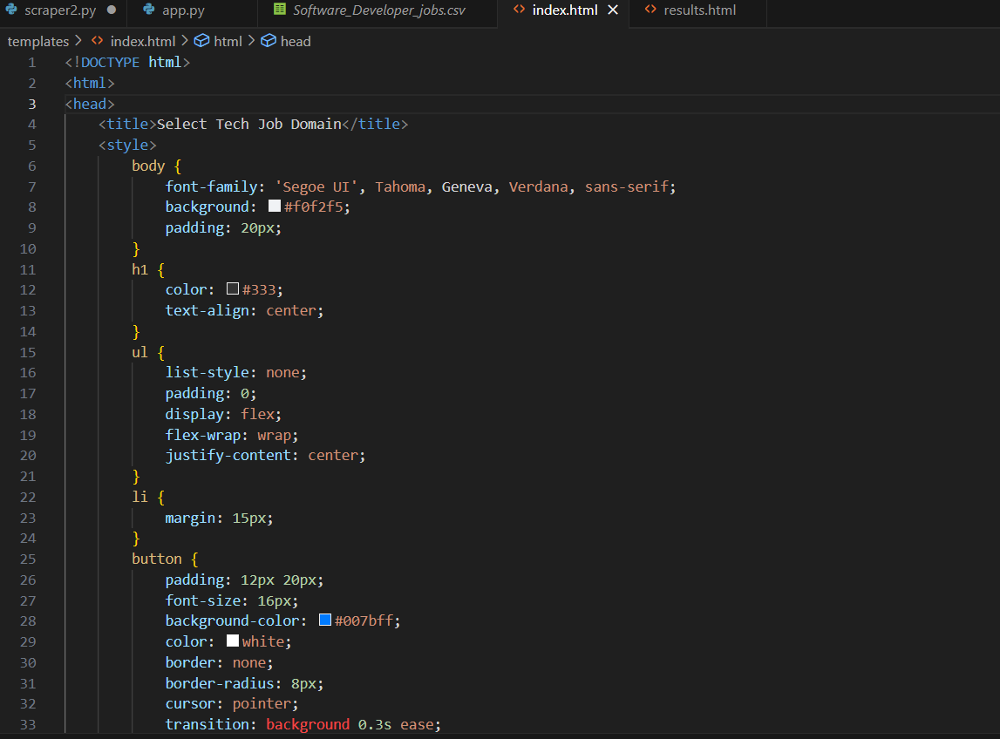 scraper2.py app.py Software_Developer_jobs.csv index.html results.html
templates > index.html > html > head
1 <!DOCTYPE html>
2 <html>
3 <head>
4 <title>Select Tech Job Domain</title>
5 <style>
6 body {
7 font-family: 'Segoe UI', Tahoma, Geneva, Verdana, sans-serif;
8 background: #f0f2f5;
9 padding: 20px;
10 }
11 h1 {
12 color: #333;
13 text-align: center;
14 }
15 ul {
16 list-style: none;
17 padding: 0;
18 display: flex;
19 flex-wrap: wrap;
20 justify-content: center;
21 }
22 li {
23 margin: 15px;
24 }
25 button {
26 padding: 12px 20px;
27 font-size: 16px;
28 background-color: #007bff;
29 color: white;
30 border: none;
31 border-radius: 8px;
32 cursor: pointer;
33 transition: background 0.3s ease;